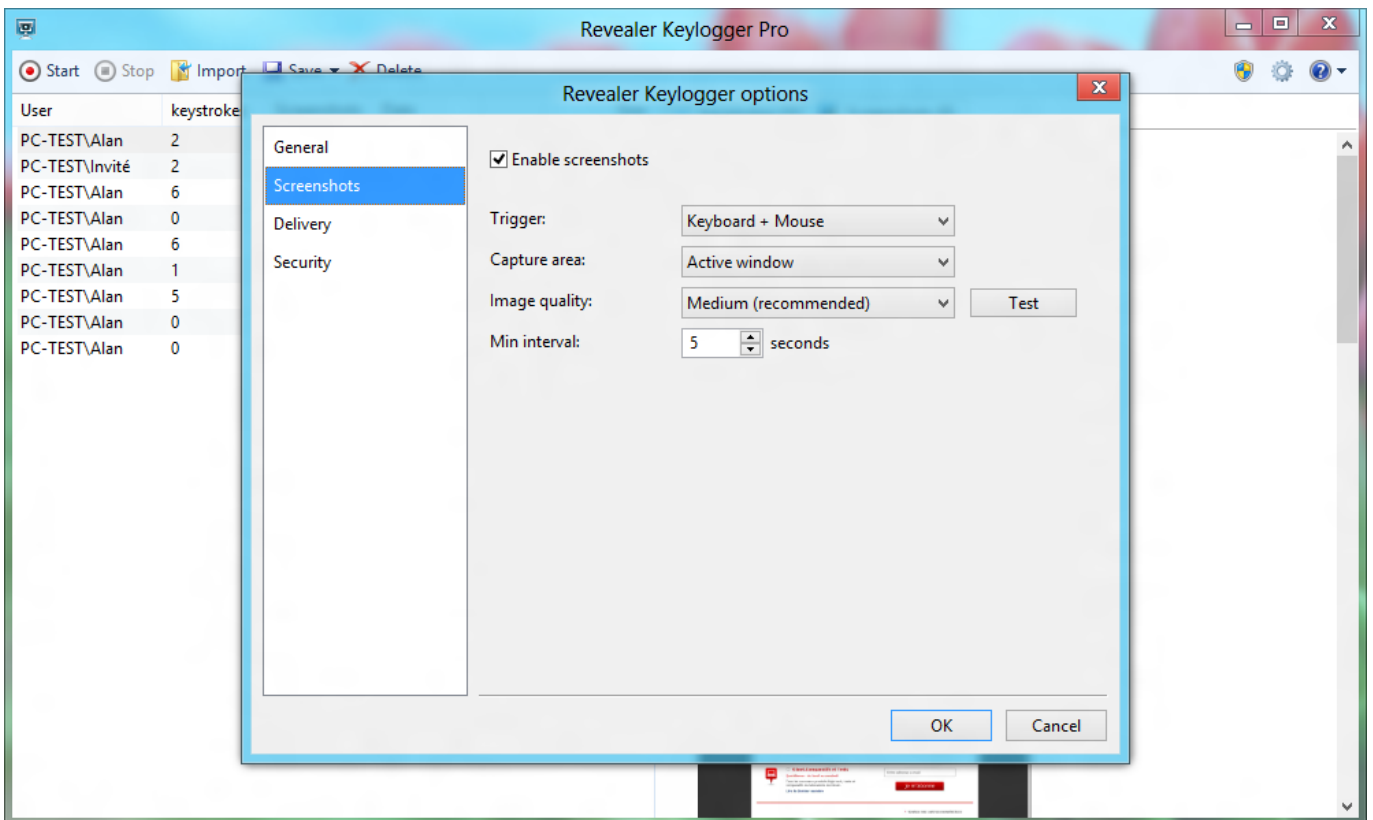 Revealer Keylogger Pro
Start Stop Import Save Delete
User keystroke
PC-TEST\Alan 2
PC-TEST\Invité 2
PC-TEST\Alan 6
PC-TEST\Alan 0
PC-TEST\Alan 6
PC-TEST\Alan 1
PC-TEST\Alan 5
PC-TEST\Alan 0
PC-TEST\Alan 0
Revealer Keylogger options
General
Screenshots
Delivery
Security
Enable screenshots
Trigger: Keyboard + Mouse
Capture area: Active window
Image quality: Medium (recommended) Test
Min interval: 5 seconds
OK Cancel